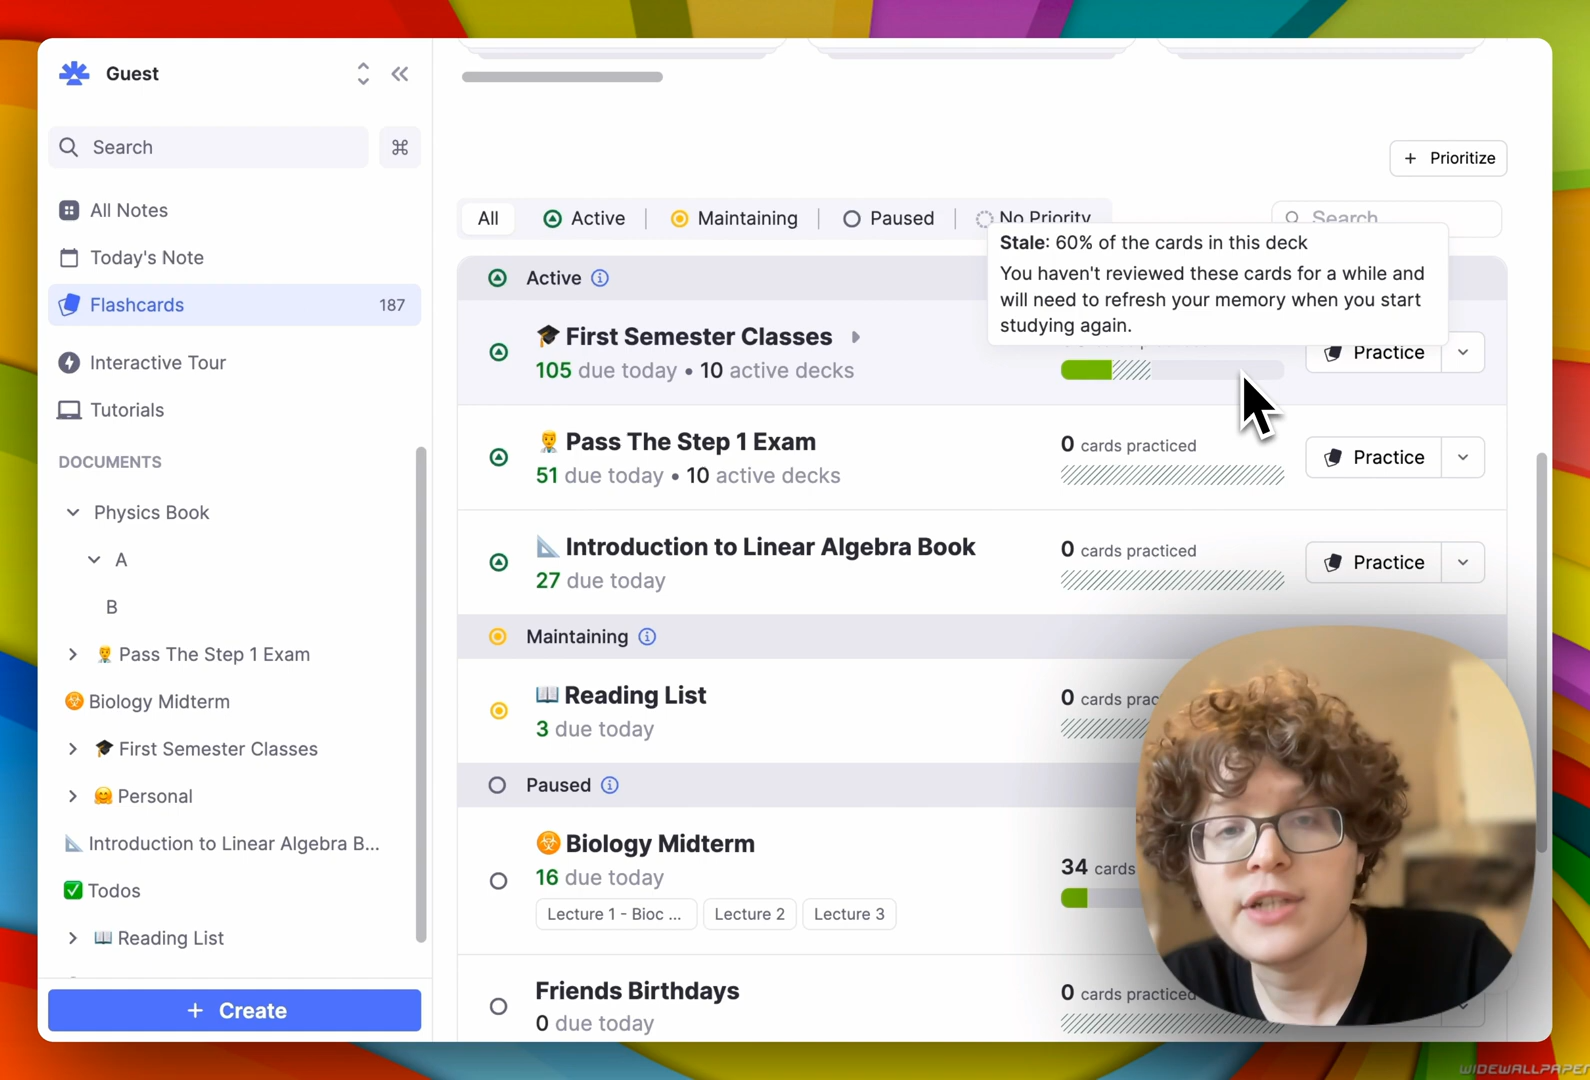 Guest
Search
All Notes
Today's Note
Flashcards 187
Interactive Tour
Tutorials
DOCUMENTS
Physics Book
A
B
Pass The Step 1 Exam
Biology Midterm
First Semester Classes
Personal
Introduction to Linear Algebra B...
Todos
Reading List
+ Create
+ Prioritize
All Active Maintaining Paused No Priority Search
Stale: 60% of the cards in this deck
You haven't reviewed these cards for a while and
will need to refresh your memory when you start
studying again.
Active
First Semester Classes
105 due today • 10 active decks
Practice
Pass The Step 1 Exam
51 due today • 10 active decks
0 cards practiced
Practice
Introduction to Linear Algebra Book
27 due today
0 cards practiced
Practice
Maintaining
Reading List
3 due today
0 cards
Paused
Biology Midterm
16 due today
34 cards
Lecture 1 - Bioc ... Lecture 2 Lecture 3
Friends Birthdays
0 due today
0 cards practiced
WIDEWALLPAPER